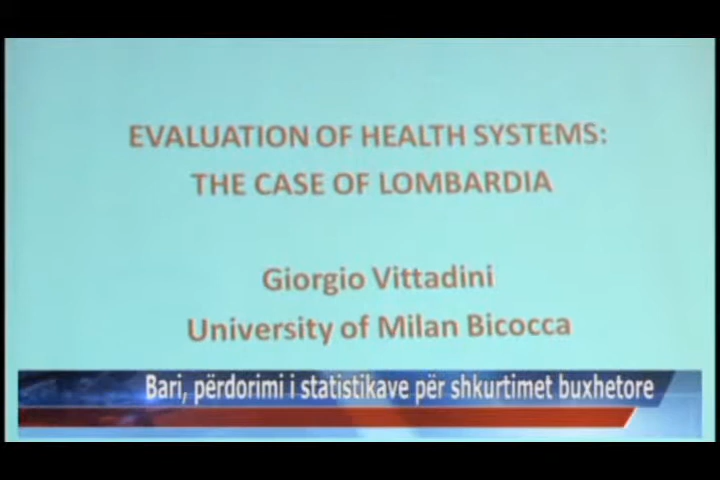 EVALUATION OF HEALTH SYSTEMS:
THE CASE OF LOMBARDIA
Giorgio Vittadini
University of Milan Bicocca
Bari, përdorimi i statistikave për shkurtimet buxhetore